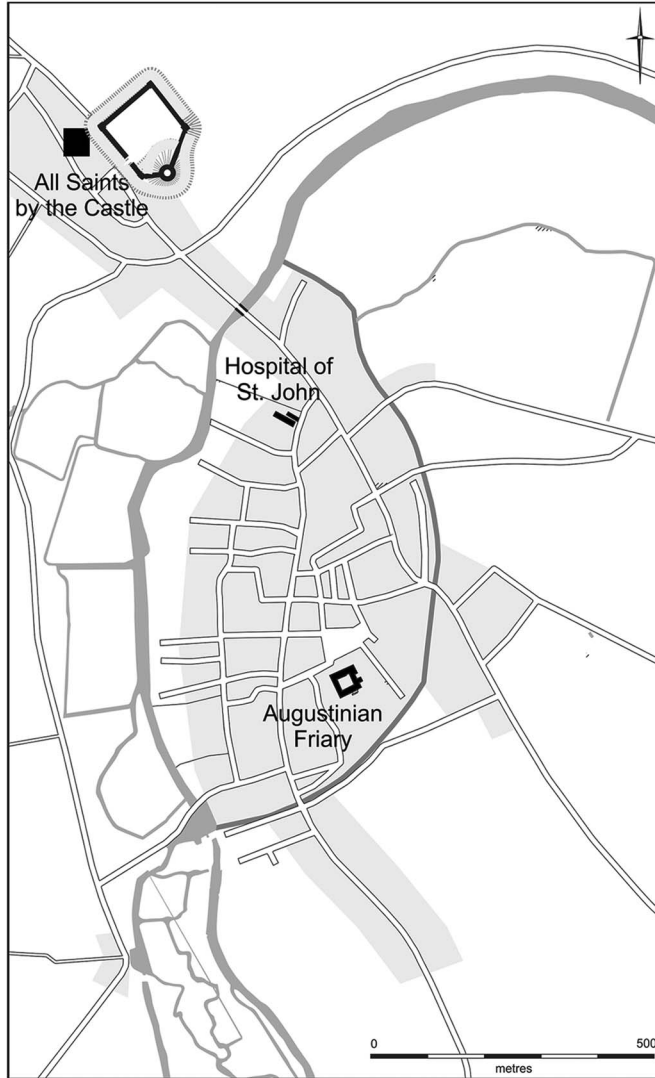 All Saints
by the Castle
Hospital of
St. John
Augustinian
Friary
0 500
metres